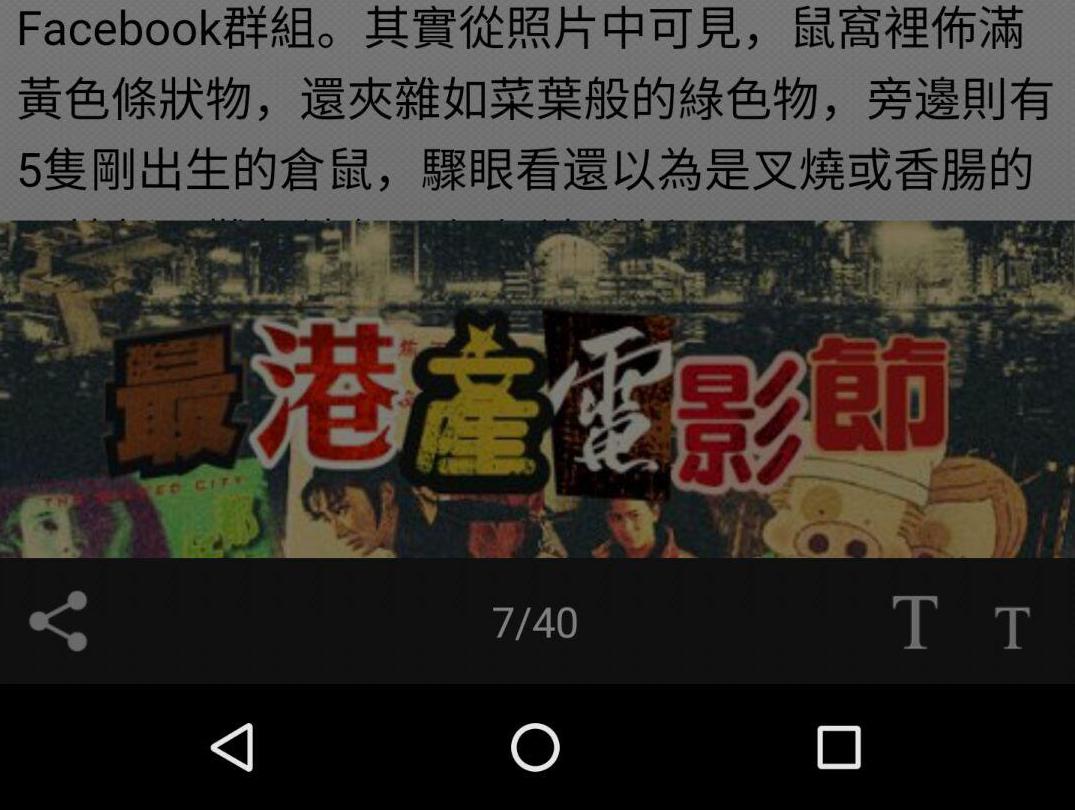 Facebook群組。其實從照片中可見，鼠窩裡佈滿
黃色條狀物，還夾雜如菜葉般的綠色物，旁邊則有
5隻剛出生的倉鼠，驟眼看還以為是叉燒或香腸的
最港產電影節
7/40
T T